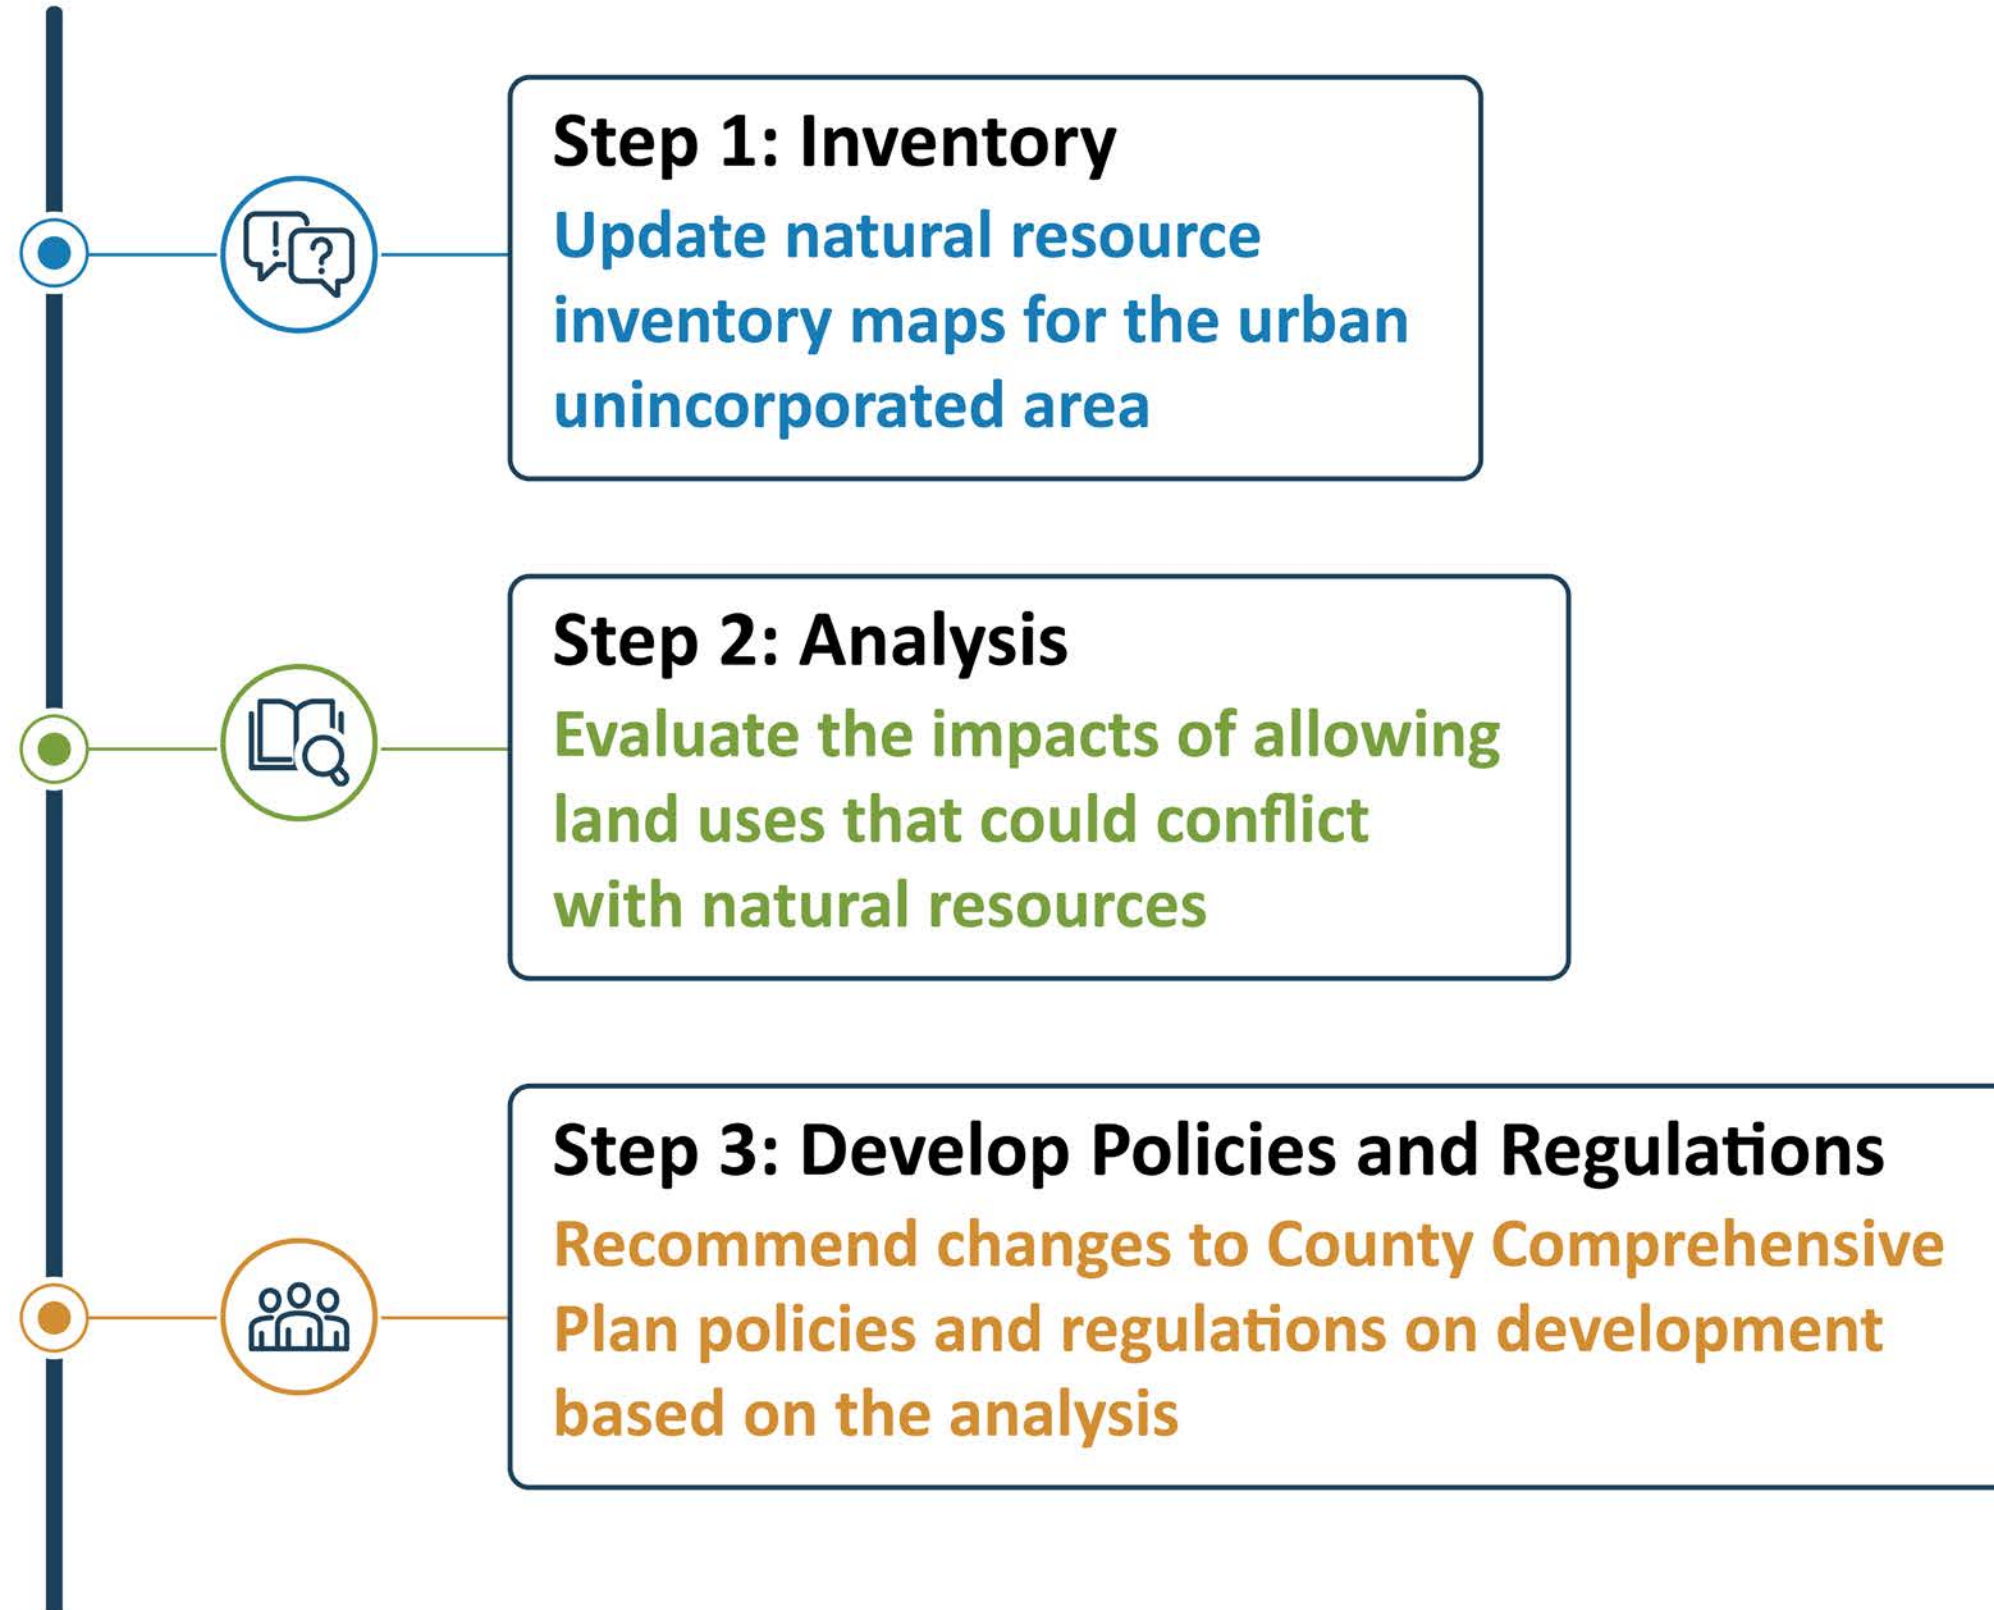 Step 1: Inventory
Update natural resource
inventory maps for the urban
unincorporated area
! ?
Step 2: Analysis
Evaluate the impacts of allowing
land uses that could conflict
with natural resources
Step 3: Develop Policies and Regulations
Recommend changes to County Comprehensive
Plan policies and regulations on development
based on the analysis